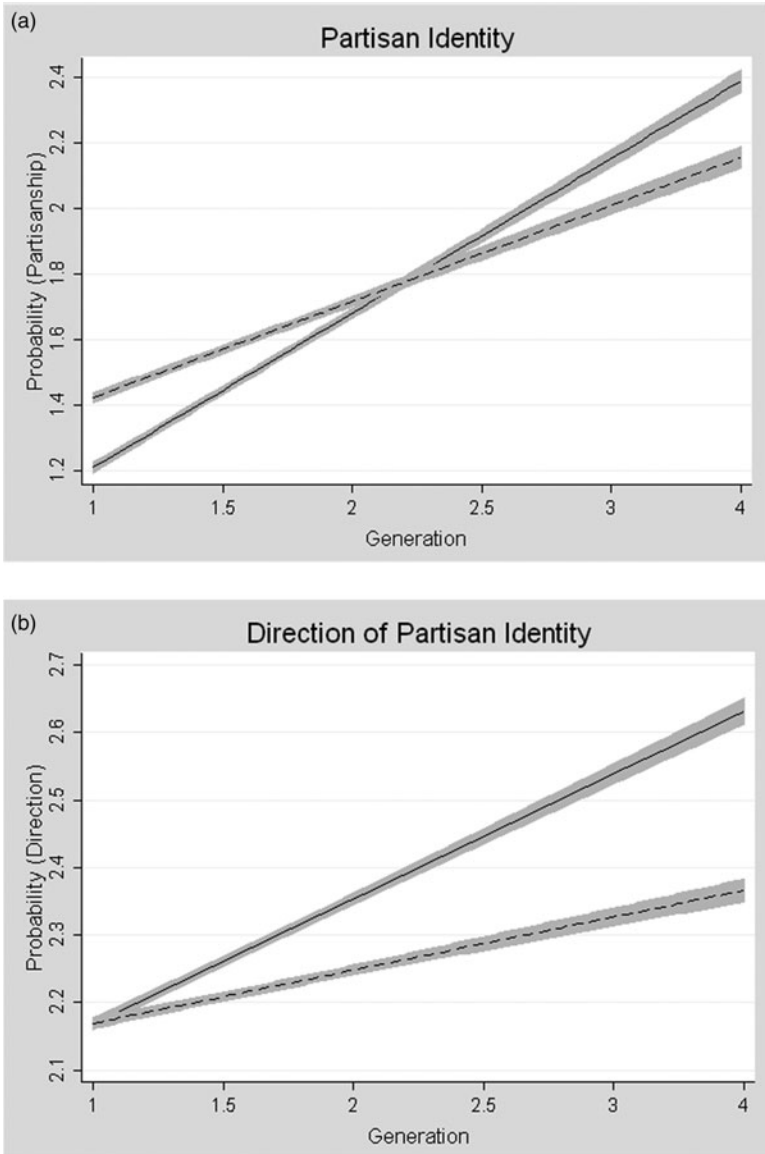 (a)
Partisan Identity
Probability (Partisanship)
2.4
2.2
2
1.8
1.6
1.4
1.2
1 1.5 2 2.5 3 4
Generation
(b)
Direction of Partisan Identity
Probability (Direction)
2.7
2.6
2.5
2.4
2.3
2.2
2.1
1 1.5 2 2.5 3 4
Generation